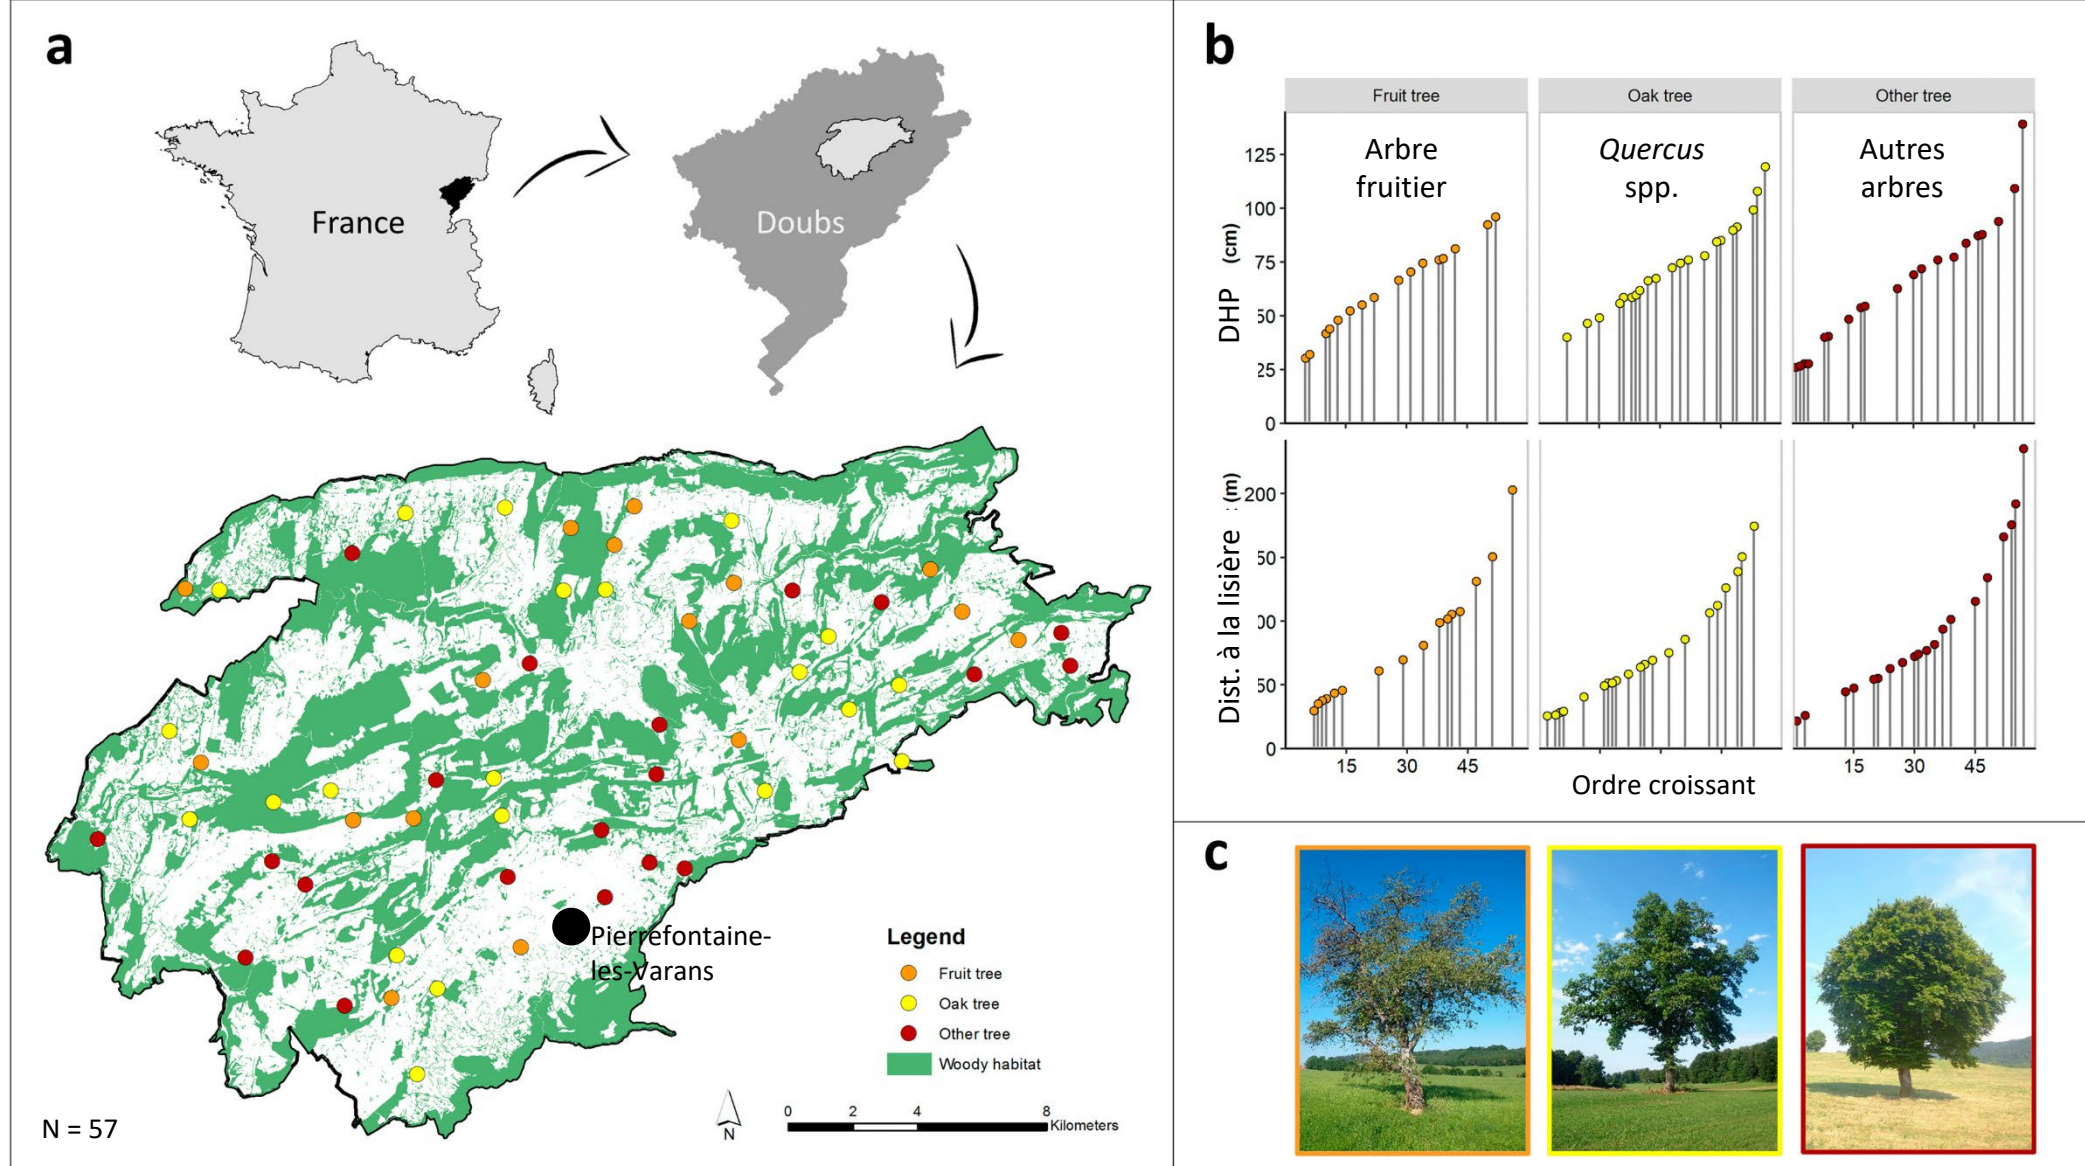 a
France
Doubs
Pierrefontaine-
les-Varans
Legend
Fruit tree
Oak tree
Other tree
Woody habitat
N
0 2 4 8
Kilometers
N = 57
b
Fruit tree Oak tree Other tree
Arbre
fruitier
Quercus
spp.
Autres
arbres
DHP (cm)
125
100
75
50
25
0
Dist. à la lisière (m)
200
50
00
50
0
15 30 45 15 30 45
Ordre croissant
c